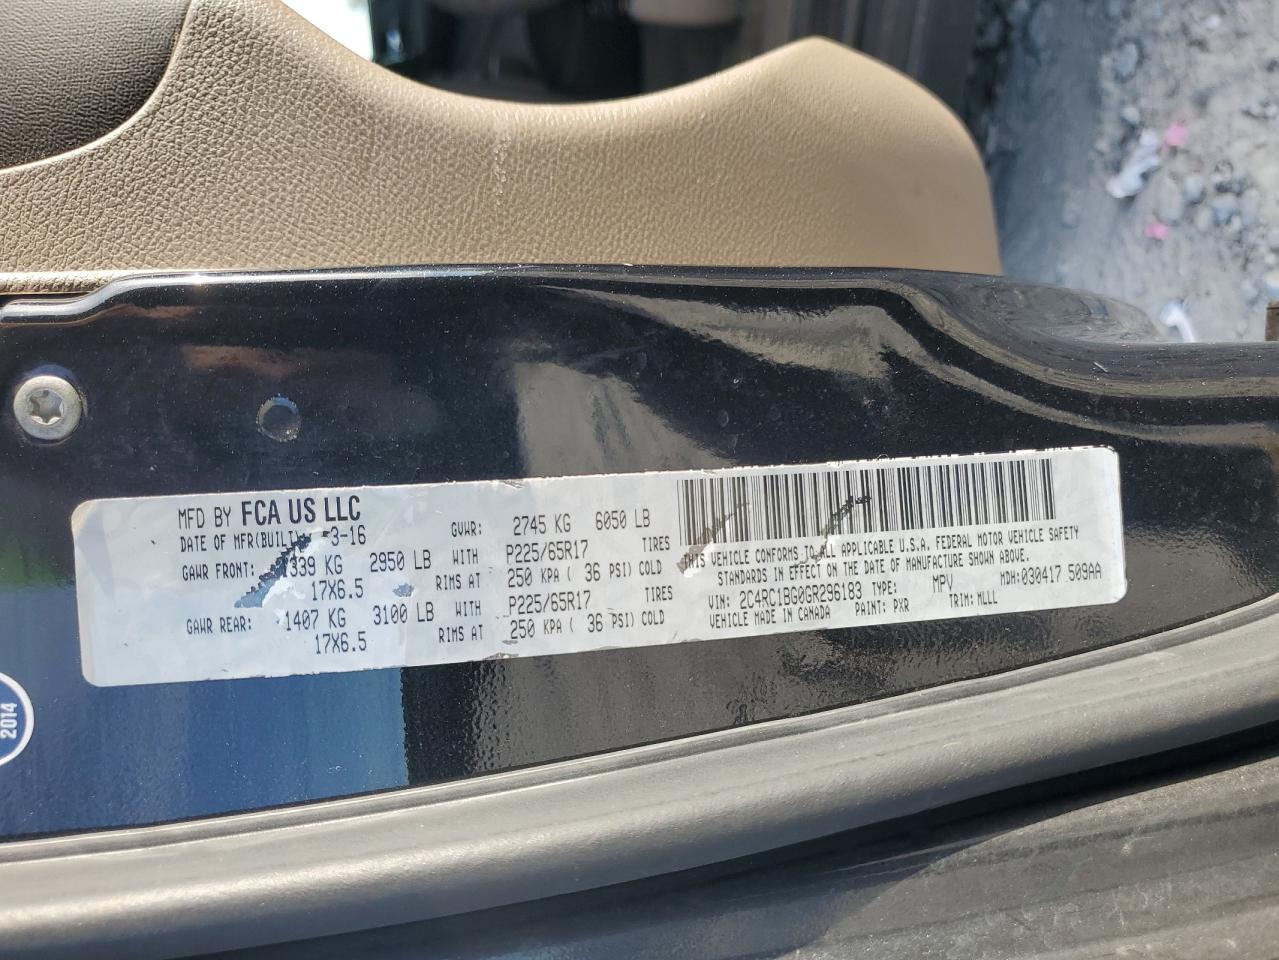 MFD BY FCA US LLC
DATE OF MFR(BUILT) 3-16 GVWR: 2745 KG 6050 LB
GAWR FRONT: 339 KG 2950 LB WITH P225/65R17 TIRES
17X6.5 RIMS AT 250 KPA ( 36 PSI) COLD
GAWR REAR: 1407 KG 3100 LB WITH P225/65R17 TIRES
17X6.5 RIMS AT 250 KPA ( 36 PSI) COLD
THIS VEHICLE CONFORMS TO ALL APPLICABLE U.S.A. FEDERAL MOTOR VEHICLE SAFETY
STANDARDS IN EFFECT ON THE DATE OF MANUFACTURE SHOWN ABOVE.
VIN: 2C4RC1BG0GR296183 TYPE: MPV MDH:030417 509AA
VEHICLE MADE IN CANADA PAINT: PXR TRIM: MLLL
2014